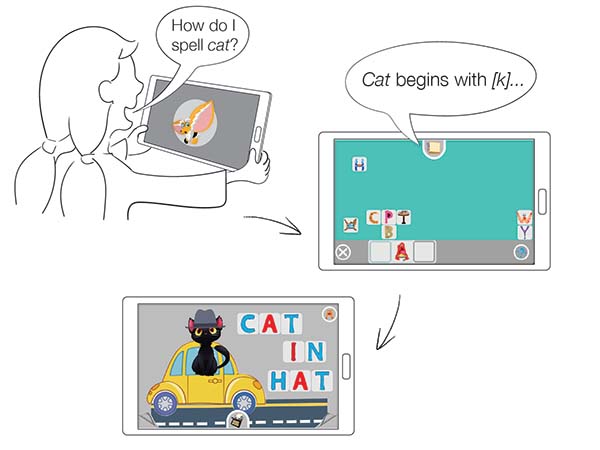 How do I
spell cat?
Cat begins with [k]...
H
C P T
B
W
Y
A
CAT
IN
HAT